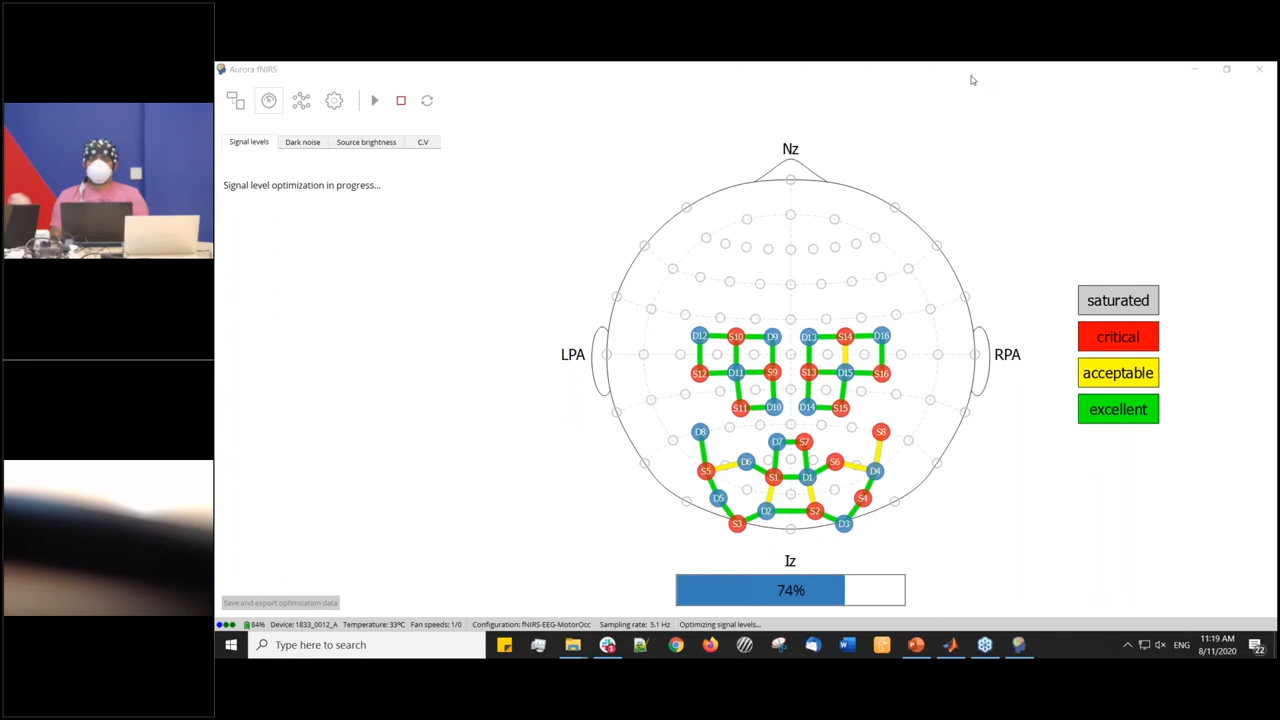 Aurora fNIRS
Signal levels Dark noise Source brightness C.V
Signal level optimization in progress...
Nz
saturated
D12 S10 D9 D13 S14 D16
critical
LPA RPA
S12 D11 S9 S13 D15 S16
acceptable
S11 D10 D14 S15
excellent
D8 S8
D7 S7
D6 S6
S5 D4
S1 D1
D5 S4
D2 S2
S3 D3
Iz
74%
Save and export optimization data
84% Device: 1833_0012_A Temperature: 33°C Fan speeds: 1/0 Configuration: fNIRS-EEG-MotorOcc Sampling rate: 5.1 Hz Optimizing signal levels...
Type here to search
ENG
11:19 AM
8/11/2020
22